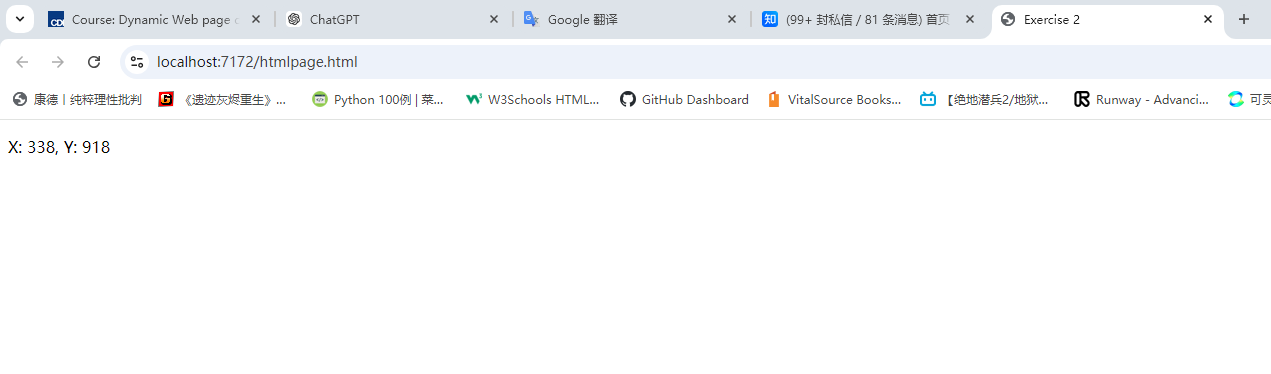 Course: Dynamic Web page c
ChatGPT
Google 翻译
(99+ 封私信 / 81 条消息) 首页
Exercise 2
localhost:7172/htmlpage.html
康德丨纯粹理性批判
《遗迹灰烬重生》...
Python 100例 | 菜...
W3Schools HTML...
GitHub Dashboard
VitalSource Books...
【绝地潜兵2/地狱...
Runway - Advanci...
可灵
X: 338, Y: 918